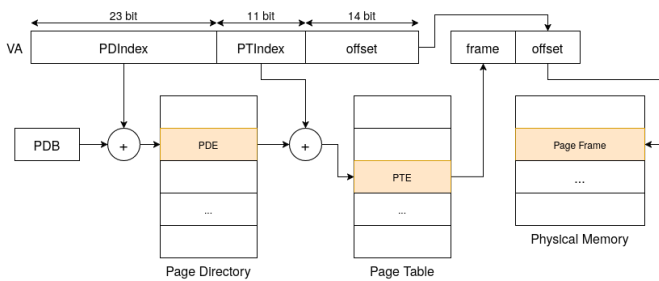 23 bit 11 bit 14 bit
VA PDIndex PTIndex offset frame offset
PDB + PDE + Page Frame
PTE ...
... ...
Page Directory Page Table Physical Memory